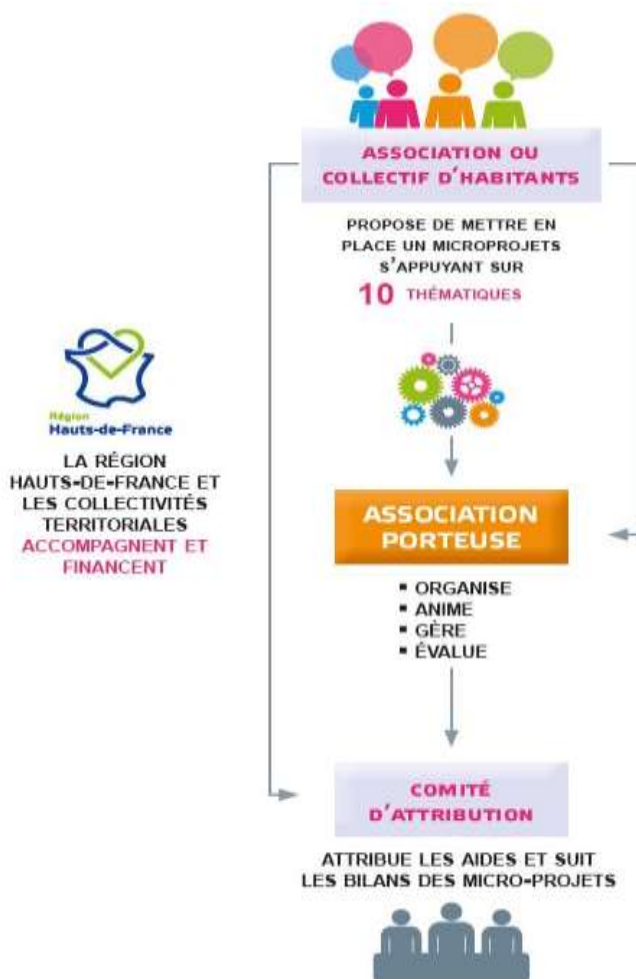 ASSOCIATION OU
COLLECTIF D'HABITANTS
PROPOSE DE METTRE EN
PLACE UN MICROPROJETS
S'APPUYANT SUR
10 THÉMATIQUES
Région
Hauts-de-France
LA RÉGION
HAUTS-DE-FRANCE ET
LES COLLECTIVITÉS
TERRITORIALES
ACCOMPAGNENT ET
FINANCENT
ASSOCIATION
PORTEUSE
▪ ORGANISE
▪ ANIME
▪ GÈRE
▪ ÉVALUE
COMITÉ
D'ATTRIBUTION
ATTRIBUE LES AIDES ET SUIT
LES BILANS DES MICRO-PROJETS